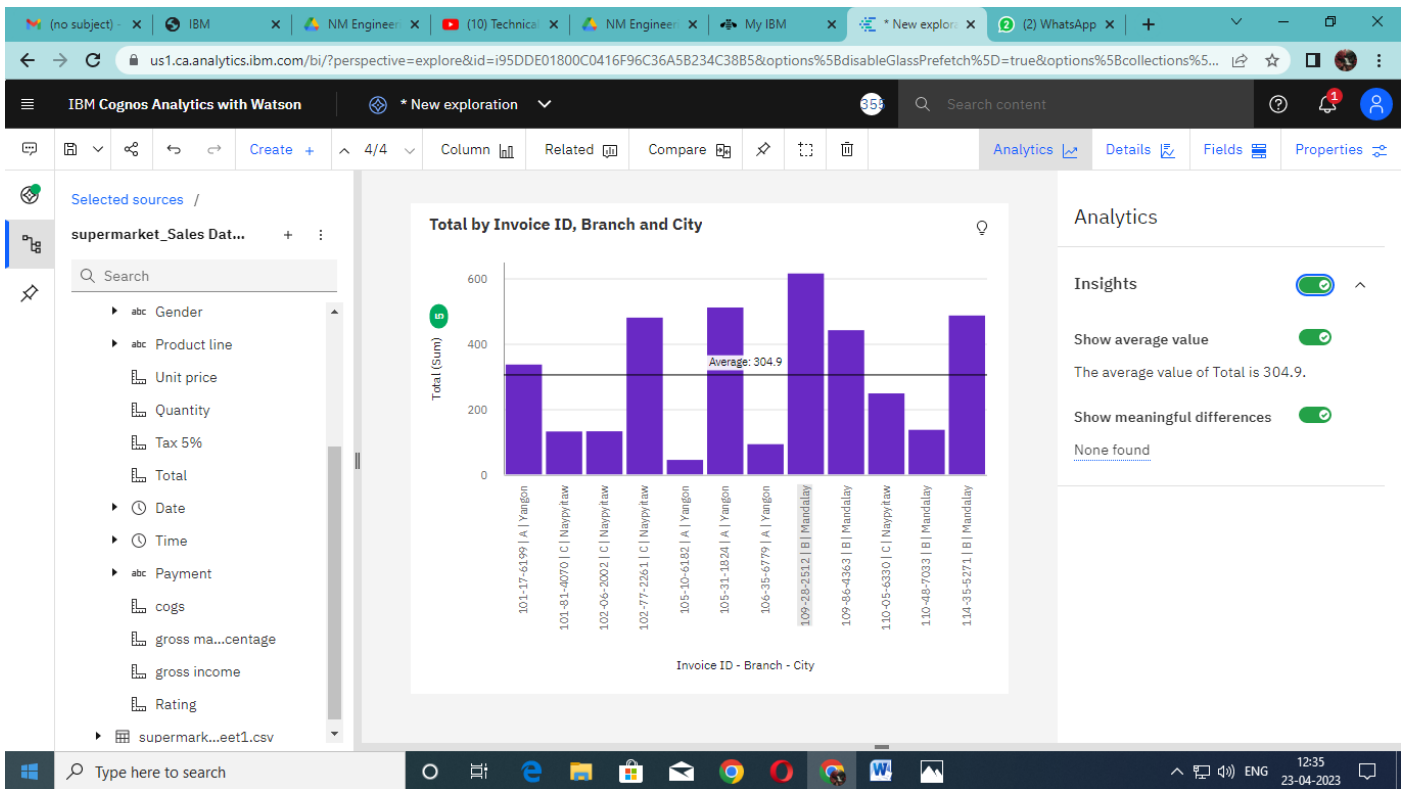 (no subject) -
IBM
NM Engineer
(10) Technical
NM Engineer
My IBM
* New explora
(2) WhatsApp
us1.ca.analytics.ibm.com/bi/?perspective=explore&id=i95DDE01800C0416F96C36A5B234C38B5&options%5BdisableGlassPrefetch%5D=true&options%5Bcollections%5...
IBM Cognos Analytics with Watson
* New exploration
Search content
1
Create +
4/4
Column
Related
Compare
Analytics
Details
Fields
Properties
Selected sources /
supermarket_Sales Dat...
Search
abc Gender
abc Product line
Unit price
Quantity
Tax 5%
Total
Date
Time
abc Payment
cogs
gross ma...centage
gross income
Rating
supermark...eet1.csv
Total by Invoice ID, Branch and City
5
Total (Sum)
600
400
200
0
Average: 304.9
101-17-6199 | A | Yangon
101-81-4070 | C | Naypyitaw
102-06-2002 | C | Naypyitaw
102-77-2261 | C | Naypyitaw
105-10-6182 | A | Yangon
105-31-1824 | A | Yangon
106-35-6779 | A | Yangon
109-28-2512 | B | Mandalay
109-86-4363 | B | Mandalay
110-05-6330 | C | Naypyitaw
110-48-7033 | B | Mandalay
114-35-5271 | B | Mandalay
Invoice ID - Branch - City
Analytics
Insights
Show average value
The average value of Total is 304.9.
Show meaningful differences
None found
Type here to search
ENG
12:35
23-04-2023